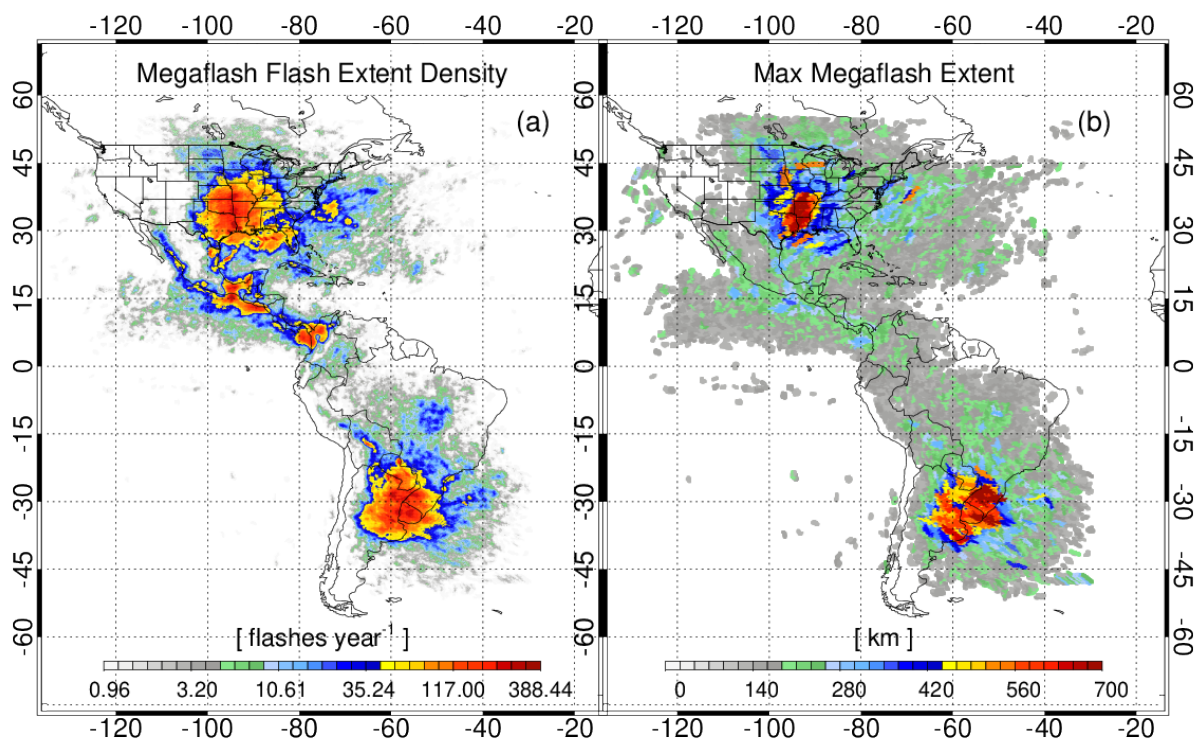 -120 -100 -80 -60 -40 -20 -120 -100 -80 -60 -40 -20
Megaflash Flash Extent Density
Max Megaflash Extent
(a)
(b)
60 60 60
45 45 45
30 30 30
15 15 15
0 0 0
-15 -15 -15
-30 -30 -30
-45 -45 -45
-60 -60 -60
[ flashes year-1 ]
[ km ]
0.96 3.20 10.61 35.24 117.00 388.44
0 140 280 420 560 700
-120 -100 -80 -60 -40 -20 -120 -100 -80 -60 -40 -20